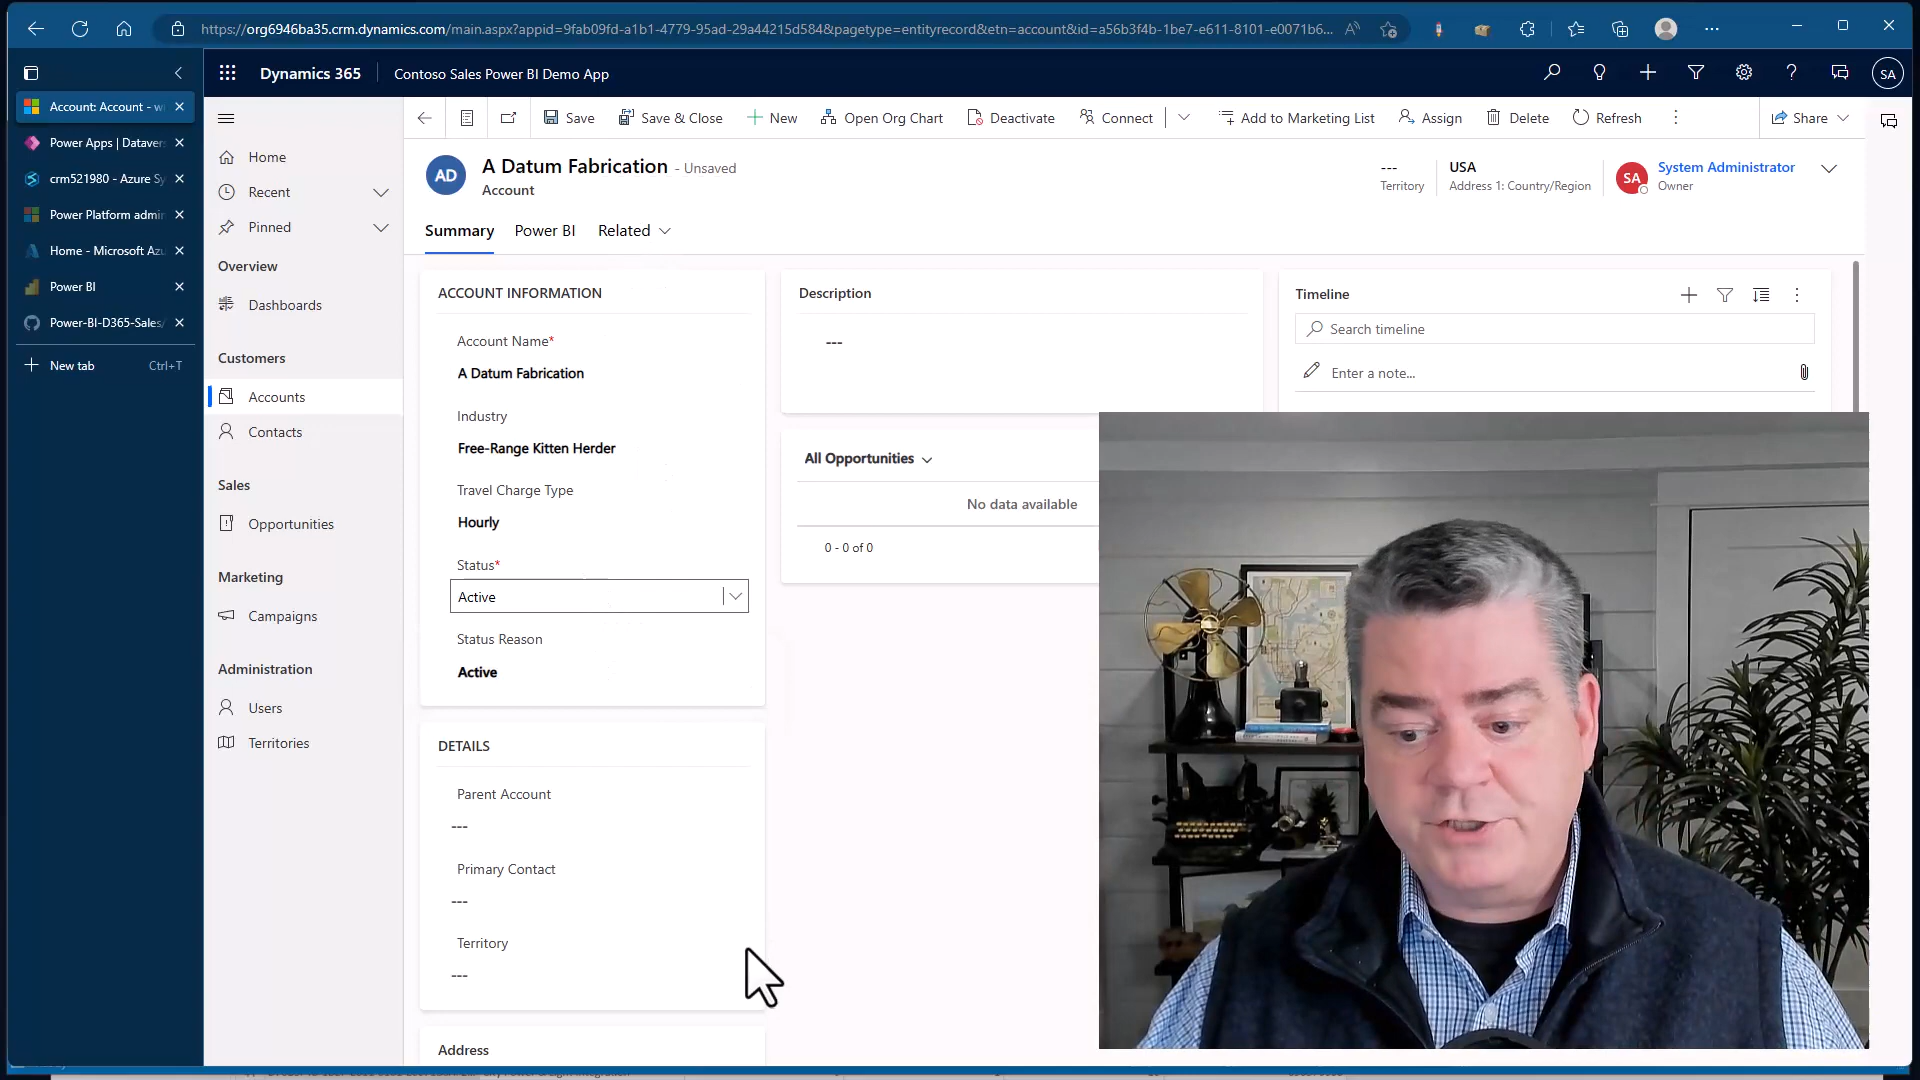 https://org6946ba35.crm.dynamics.com/main.aspx?appid=9fab09fd-a1b1-4779-95ad-29a44215d584&pagetype=entityrecord&etn=account&id=a56b3f4b-1be7-e611-8101-e0071b6...
Account: Account - w
Power Apps | Dataver
crm521980 - Azure Sy
Power Platform admi
Home - Microsoft Azu
Power BI
Power-BI-D365-Sales/
New tab Ctrl+T
Dynamics 365 Contoso Sales Power BI Demo App SA
Home
Recent
Pinned
Overview
Dashboards
Customers
Accounts
Contacts
Sales
Opportunities
Marketing
Campaigns
Administration
Users
Territories
Save Save & Close New Open Org Chart Deactivate Connect Add to Marketing List Assign Delete Refresh Share
AD
A Datum Fabrication - Unsaved
Account
---
Territory
USA
Address 1: Country/Region
SA
System Administrator
Owner
Summary Power BI Related
ACCOUNT INFORMATION
Account Name*
A Datum Fabrication
Industry
Free-Range Kitten Herder
Travel Charge Type
Hourly
Status*
Active
Status Reason
Active
DETAILS
Parent Account
---
Primary Contact
---
Territory
---
Address
Description
---
All Opportunities
No data available
0 - 0 of 0
Timeline
Search timeline
Enter a note...